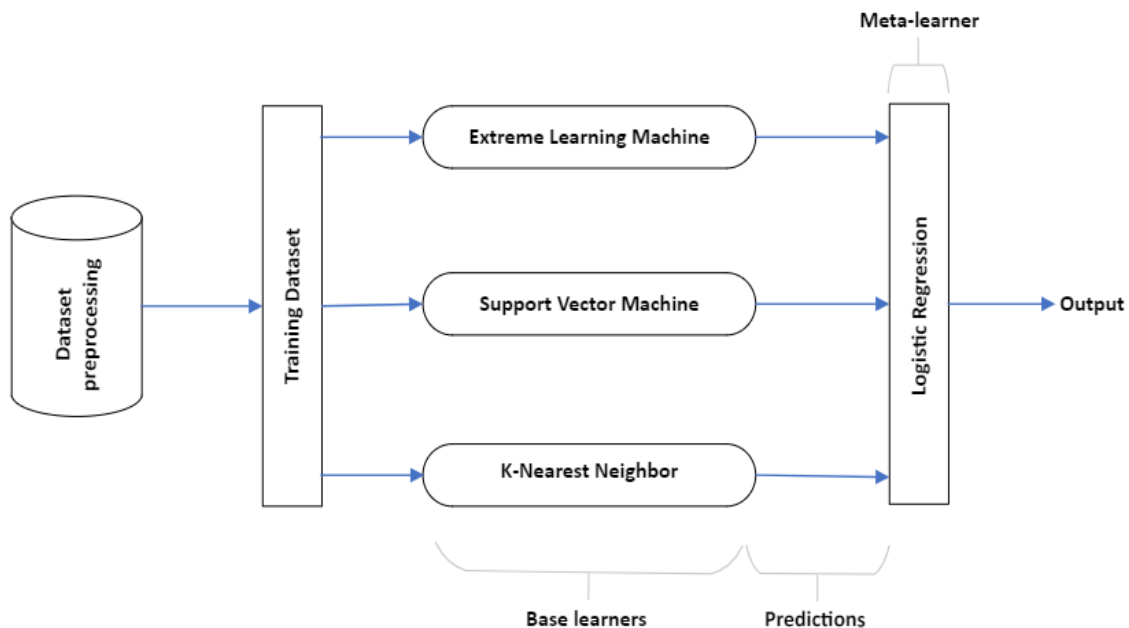 Meta-learner
Dataset
preprocessing
Training Dataset
Extreme Learning Machine
Support Vector Machine
K-Nearest Neighbor
Logistic Regression
Output
Base learners
Predictions